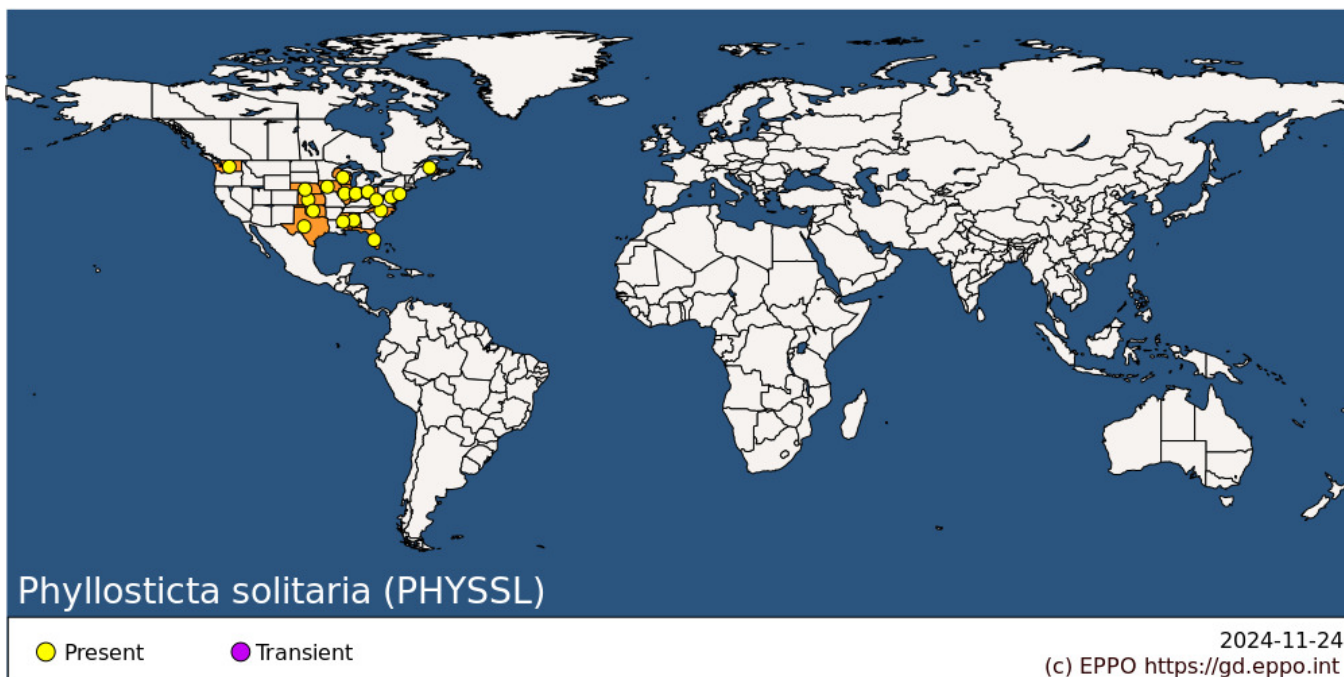 Phyllosticta solitaria (PHYSSL)
Present
Transient
2024-11-24
(c) EPPO https://gd.eppo.int